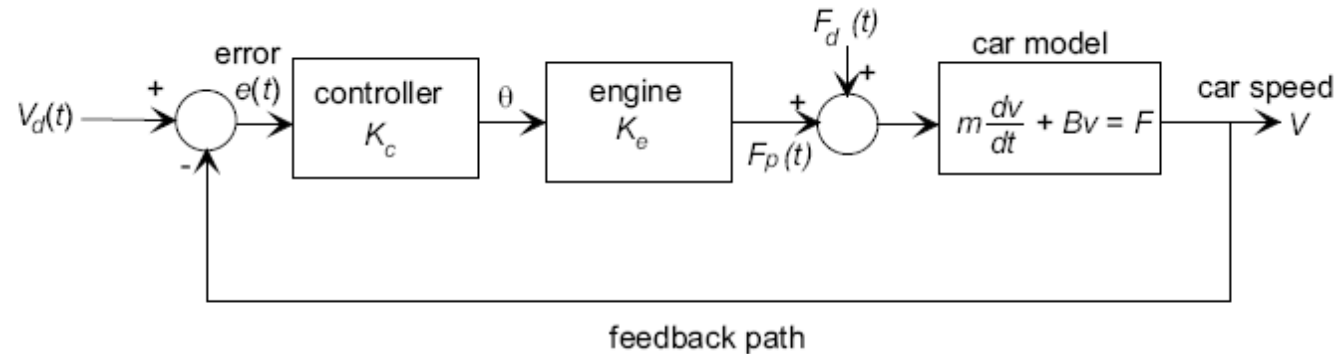 error
e(t)
V_d(t)
+
-
controller
K_c
θ
engine
K_e
F_p(t)
+
F_d(t)
+
car model
m dv/dt + Bv = F
car speed
V
feedback path